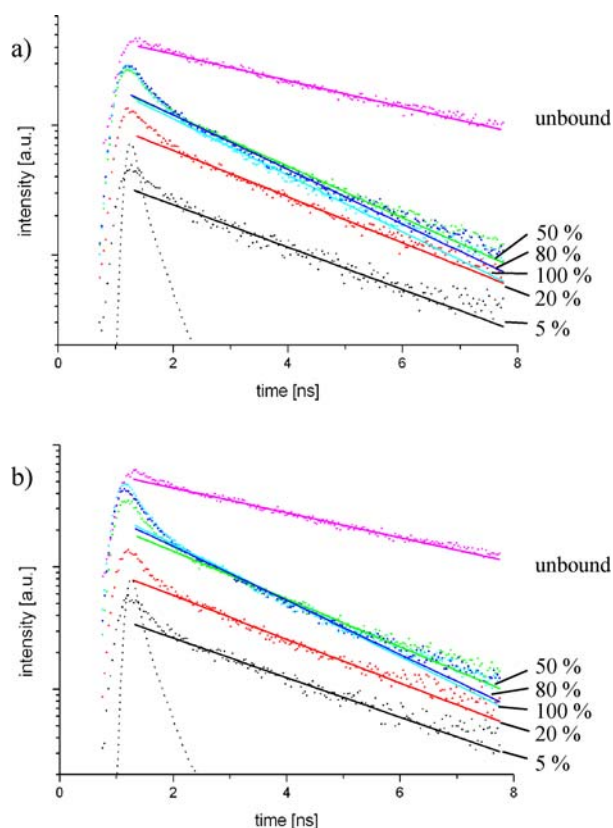 a)
intensity [a.u.]
unbound
50 %
80 %
100 %
20 %
5 %
0 2 4 6 8
time [ns]
b)
intensity [a.u.]
unbound
50 %
80 %
100 %
20 %
5 %
0 2 4 6 8
time [ns]